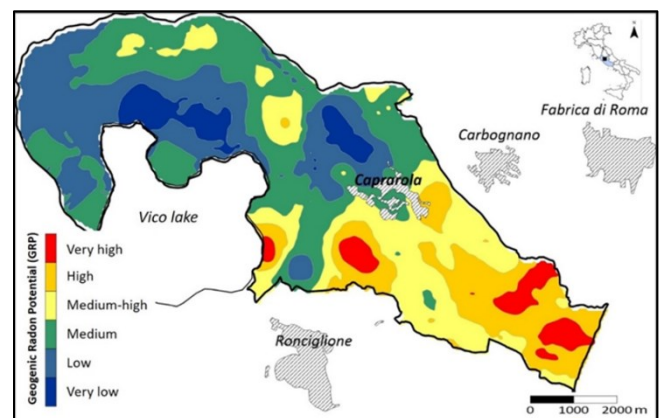 N
Fabrica di Roma
Carbognano
Caprarola
Vico lake
Ronciglione
Geogenic Radon Potential (GRP)
Very high
High
Medium-high
Medium
Low
Very low
0 1000 2000 m